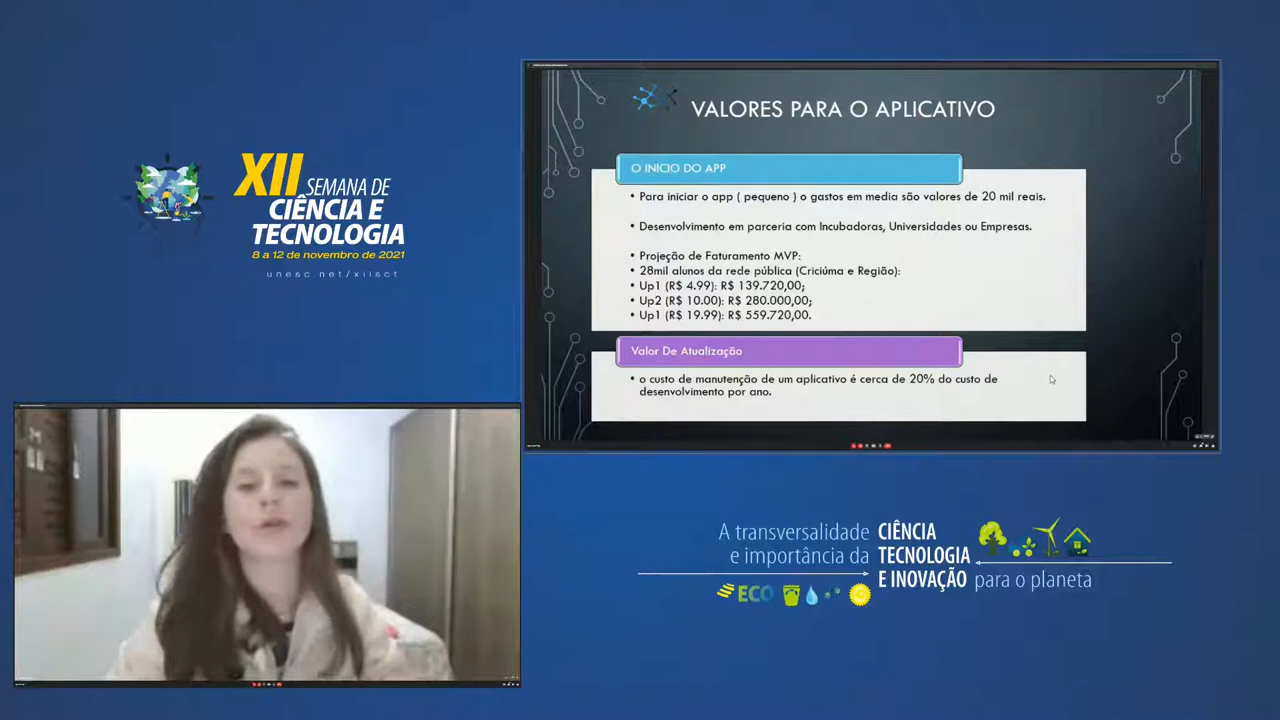 XII SEMANA DE
CIÊNCIA E
TECNOLOGIA
8 a 12 de novembro de 2021
unesc.net/xiisct
VALORES PARA O APLICATIVO
O INICIO DO APP
• Para iniciar o app ( pequeno ) o gastos em media são valores de 20 mil reais.
• Desenvolvimento em parceria com Incubadoras, Universidades ou Empresas.
• Projeção de Faturamento MVP:
• 28mil alunos da rede pública (Criciúma e Região):
• Up1 (R$ 4.99): R$ 139.720,00;
• Up2 (R$ 10.00): R$ 280.000,00;
• Up1 (R$ 19.99): R$ 559.720,00.
Valor De Atualização
• o custo de manutenção de um aplicativo é cerca de 20% do custo de
desenvolvimento por ano.
A transversalidade
e importância da
CIÊNCIA
TECNOLOGIA
E INOVAÇÃO para o planeta
ECO